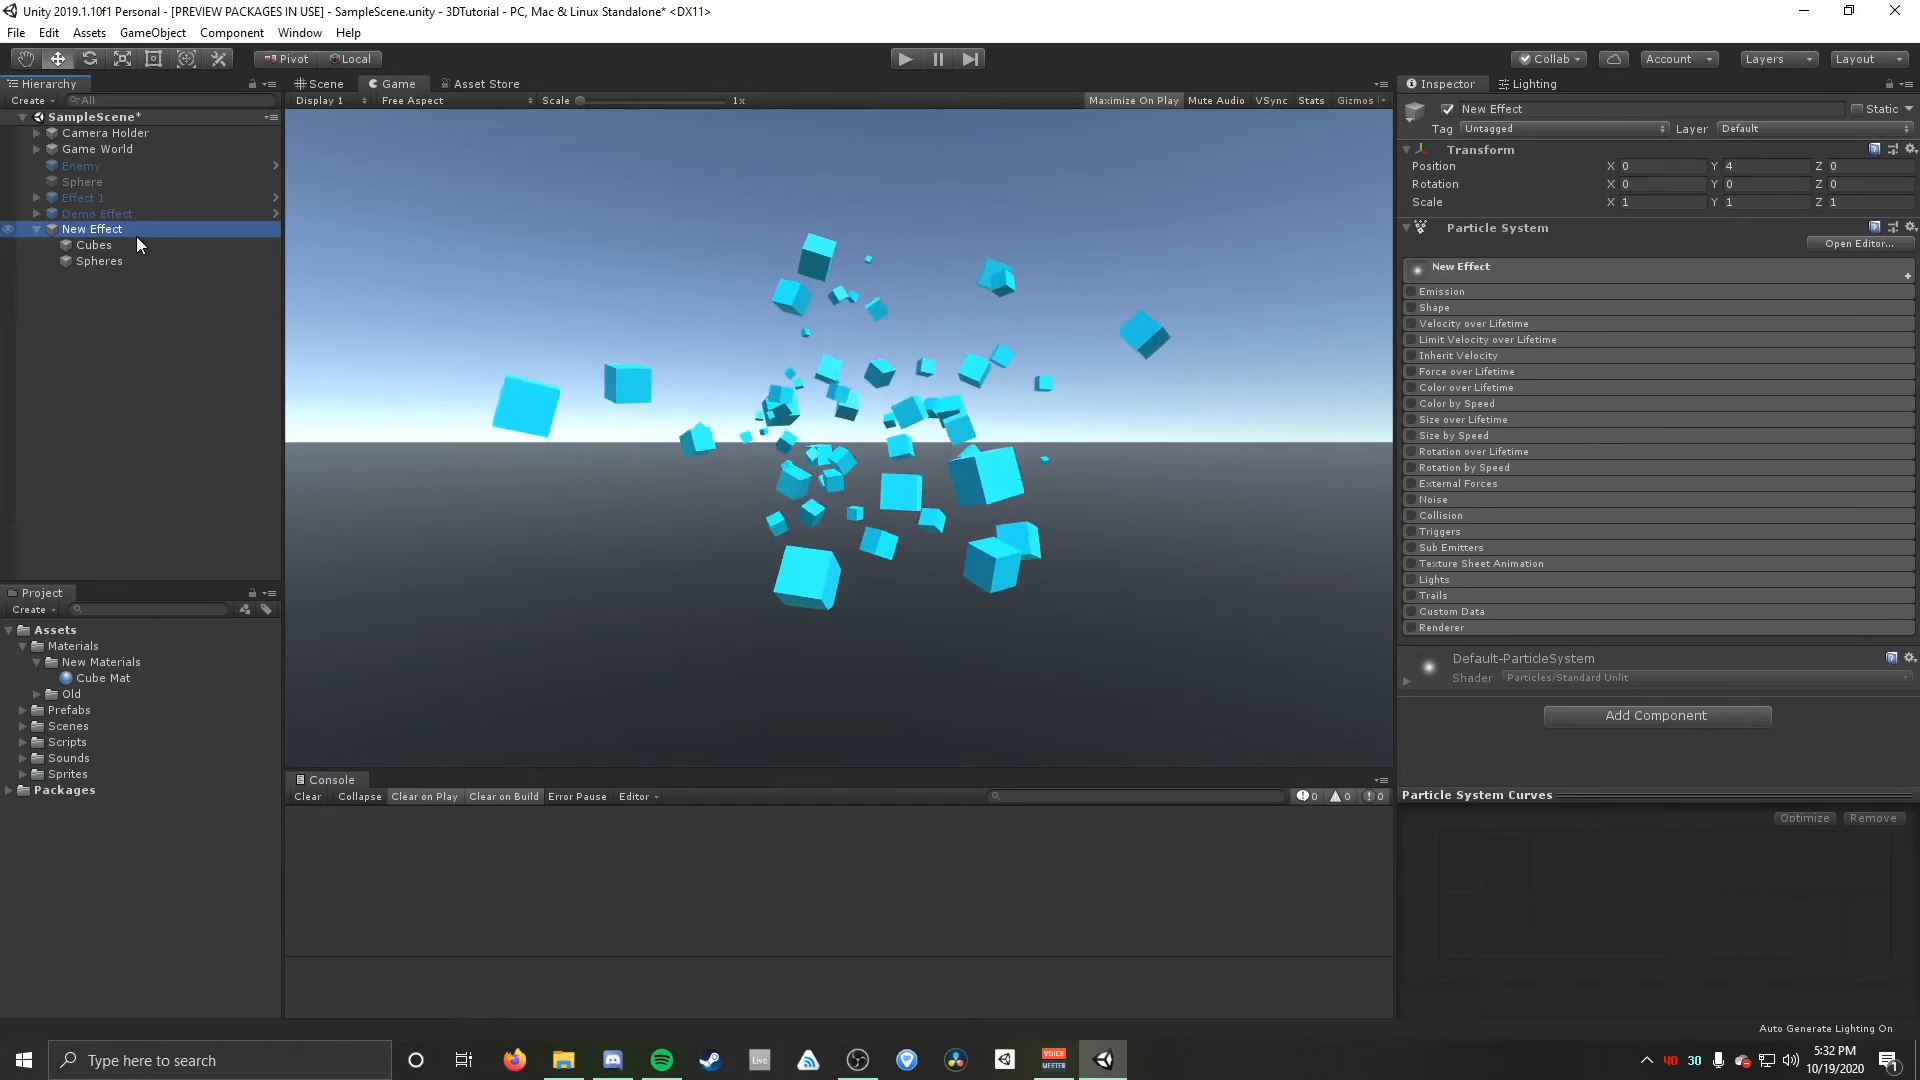 Unity 2019.1.10f1 Personal - [PREVIEW PACKAGES IN USE] - SampleScene.unity - 3DTutorial - PC, Mac & Linux Standalone* <DX11>
File Edit Assets GameObject Component Window Help
Pivot Local
Collab Account Layers Layout
Hierarchy
Create All
SampleScene*
Camera Holder
Game World
Enemy
Sphere
Effect 1
Demo Effect
New Effect
Cubes
Spheres
Project
Create
Assets
Materials
New Materials
Cube Mat
Old
Prefabs
Scenes
Scripts
Sounds
Sprites
Packages
Scene Game Asset Store
Display 1 Free Aspect Scale 1x Maximize On Play Mute Audio VSync Stats Gizmos
Console
Clear Collapse Clear on Play Clear on Build Error Pause Editor 0 0 0
Inspector Lighting
New Effect Static
Tag Untagged Layer Default
Transform
Position X 0 Y 4 Z 0
Rotation X 0 Y 0 Z 0
Scale X 1 Y 1 Z 1
Particle System
Open Editor...
New Effect
Emission
Shape
Velocity over Lifetime
Limit Velocity over Lifetime
Inherit Velocity
Force over Lifetime
Color over Lifetime
Color by Speed
Size over Lifetime
Size by Speed
Rotation over Lifetime
Rotation by Speed
External Forces
Noise
Collision
Triggers
Sub Emitters
Texture Sheet Animation
Lights
Trails
Custom Data
Renderer
Default-ParticleSystem
Shader Particles/Standard Unlit
Add Component
Particle System Curves
Optimize Remove
Auto Generate Lighting On
Type here to search
Live
VOICE
MEETER
40 30
5:32 PM
10/19/2020
1